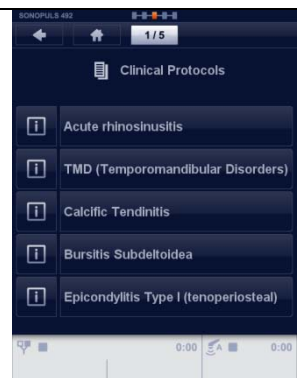 SONOPULS 492
1/5
Clinical Protocols
i Acute rhinosinusitis
i TMD (Temporomandibular Disorders)
i Calcific Tendinitis
i Bursitis Subdeltoidea
i Epicondylitis Type I (tenoperiosteal)
0:00 A 0:00